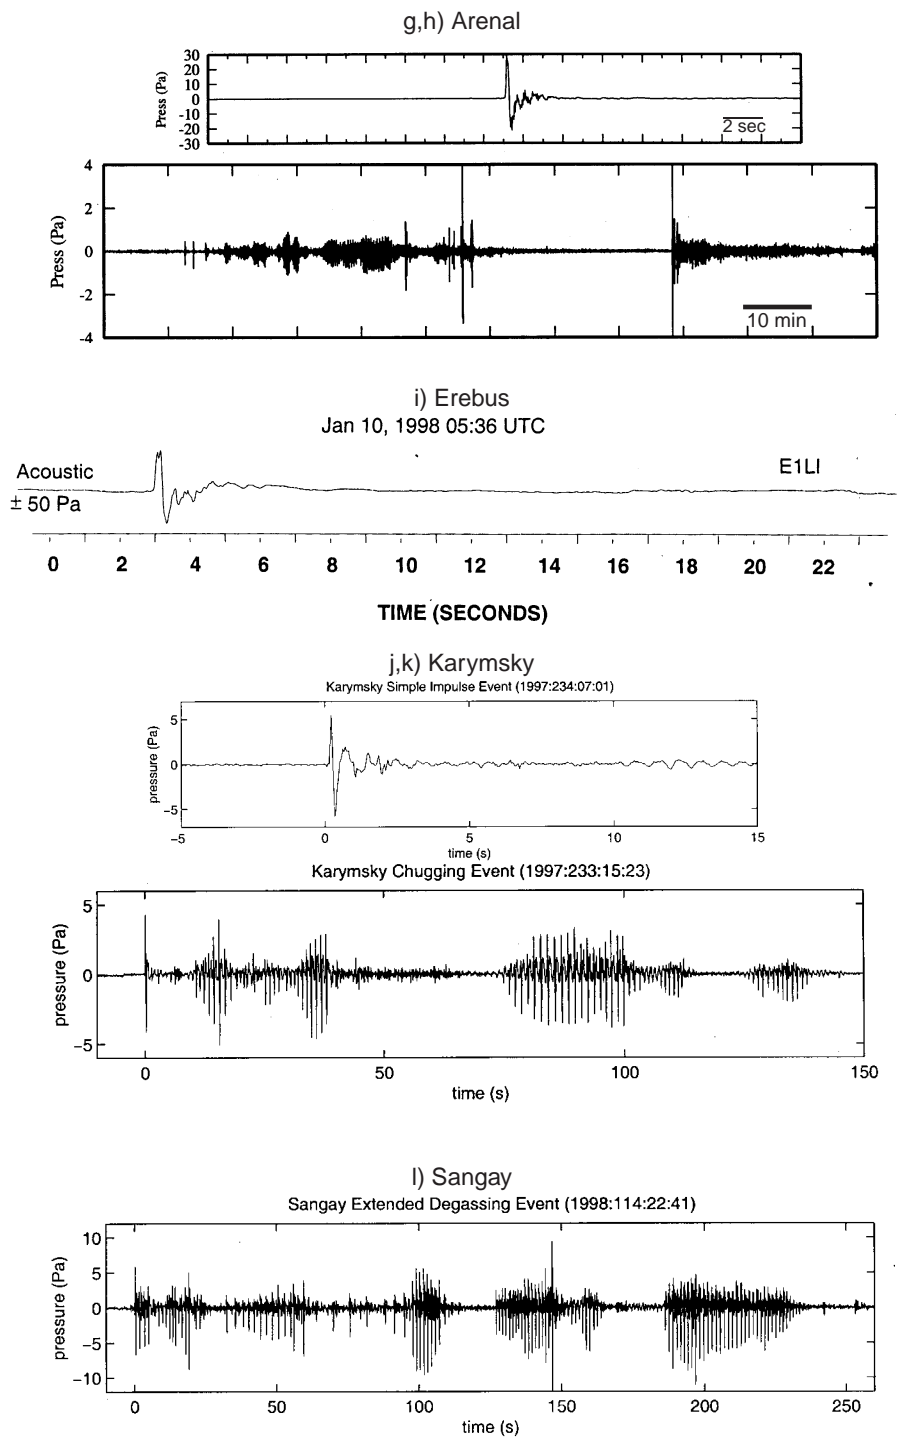 g,h) Arenal
30
20
10
0
-10
-20
-30
Press (Pa)
2 sec
4
2
0
-2
-4
Press (Pa)
10 min
i) Erebus
Jan 10, 1998 05:36 UTC
Acoustic
± 50 Pa
E1LI
0 2 4 6 8 10 12 14 16 18 20 22
TIME (SECONDS)
j,k) Karymsky
Karymsky Simple Impulse Event (1997:234:07:01)
5
0
−5
pressure (Pa)
−5 0 5 10 15
time (s)
Karymsky Chugging Event (1997:233:15:23)
5
0
−5
pressure (Pa)
0 50 100 150
time (s)
l) Sangay
Sangay Extended Degassing Event (1998:114:22:41)
10
5
0
−5
−10
pressure (Pa)
0 50 100 150 200 250
time (s)